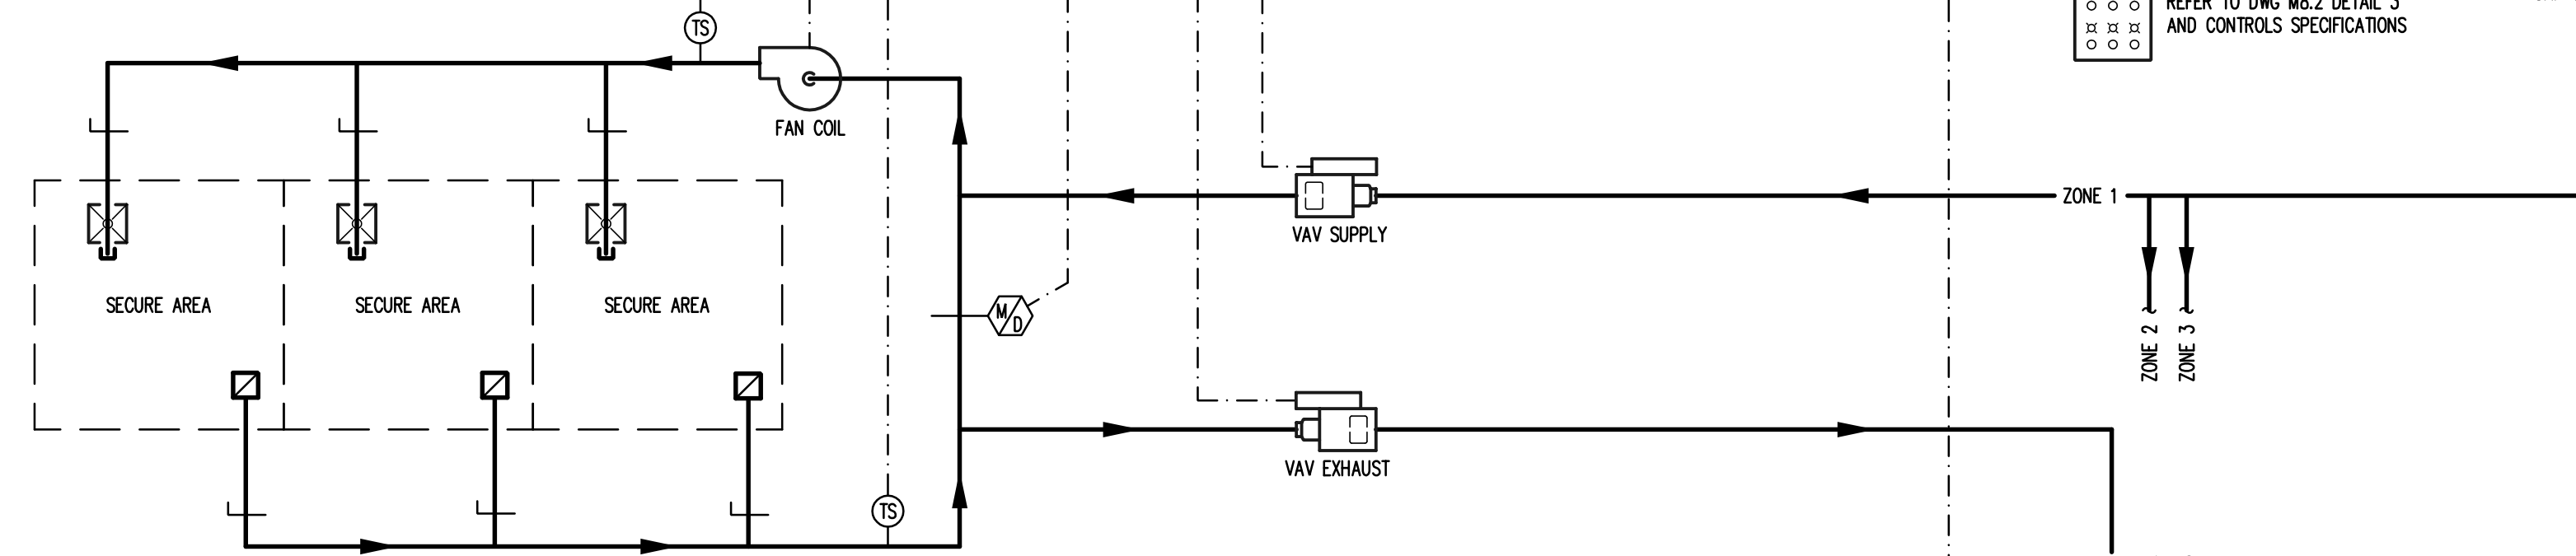 REFER TO DWG M8.2 DETAIL 3
AND CONTROLS SPECIFICATIONS
TS
FAN COIL
ZONE 1
VAV SUPPLY
SECURE AREA
SECURE AREA
SECURE AREA
M/D
ZONE 2
ZONE 3
VAV EXHAUST
TS